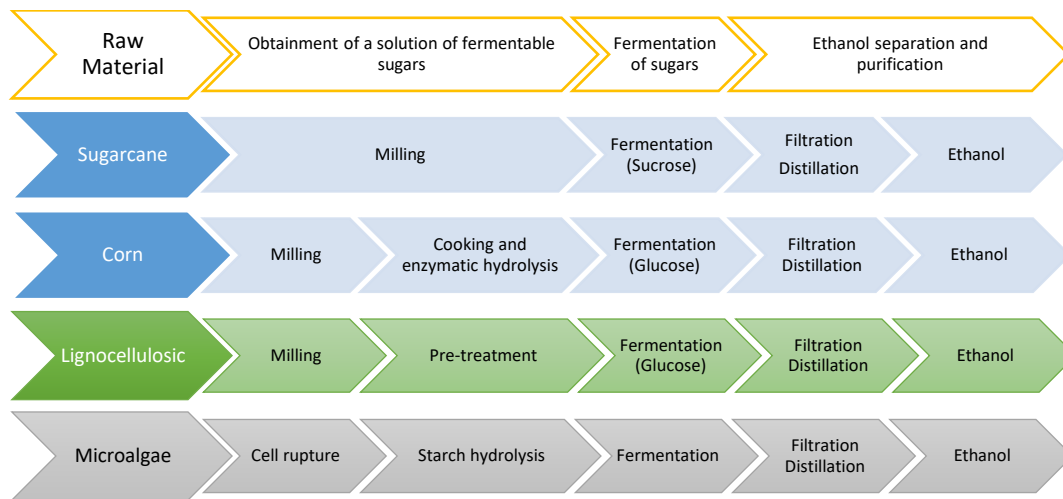 Raw
Material
Obtainment of a solution of fermentable
sugars
Fermentation
of sugars
Ethanol separation and
purification
Sugarcane
Milling
Fermentation
(Sucrose)
Filtration
Distillation
Ethanol
Corn
Milling
Cooking and
enzymatic hydrolysis
Fermentation
(Glucose)
Filtration
Distillation
Ethanol
Lignocellulosic
Milling
Pre-treatment
Fermentation
(Glucose)
Filtration
Distillation
Ethanol
Microalgae
Cell rupture
Starch hydrolysis
Fermentation
Filtration
Distillation
Ethanol